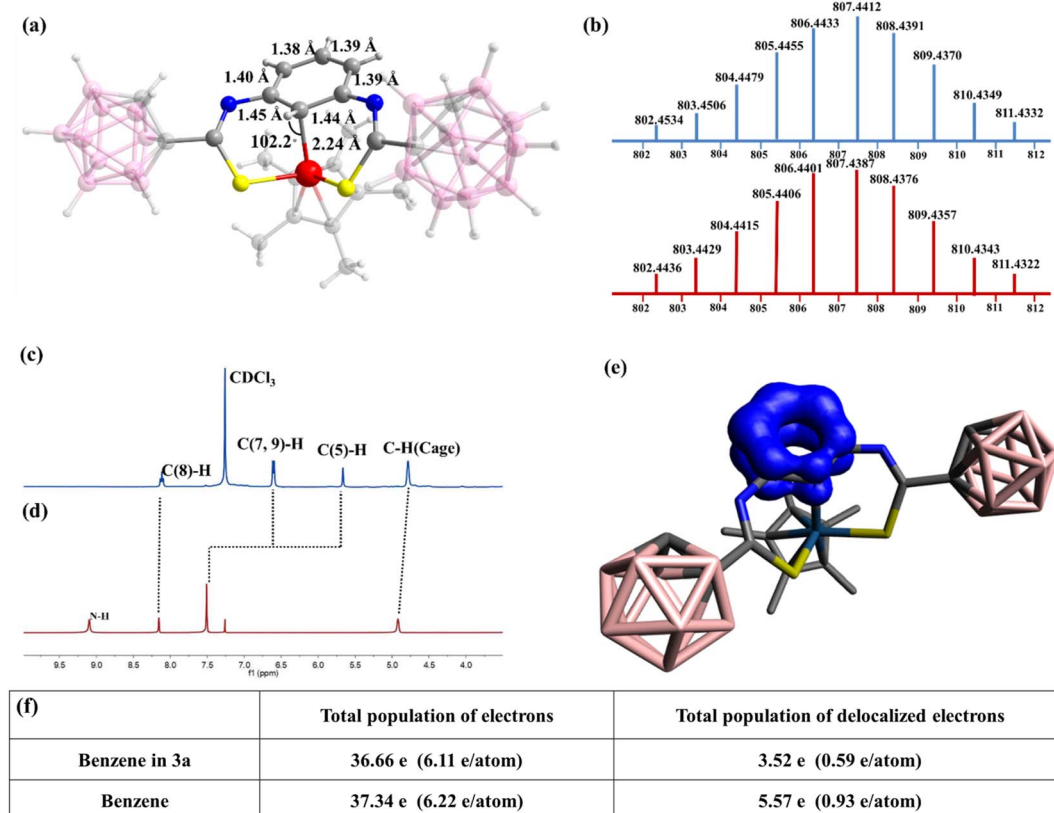 (a)
1.38 Å 1.39 Å
1.40 Å 1.39 Å
1.45 Å 1.44 Å
102.2° 2.24 Å
(b)
807.4412
806.4433 808.4391
805.4455 809.4370
804.4479 810.4349
803.4506 811.4332
802.4534
802 803 804 805 806 807 808 809 810 811 812
807.4387
806.4401 808.4376
805.4406 809.4357
804.4415 810.4343
803.4429 811.4322
802.4436
802 803 804 805 806 807 808 809 810 811 812
(c)
CDCl3
C(8)-H C(7, 9)-H C(5)-H C-H(Cage)
(d)
N-H
9.5 9.0 8.5 8.0 7.5 7.0 6.5 6.0 5.5 5.0 4.5 4.0
f1 (ppm)
(e)
(f) Total population of electrons Total population of delocalized electrons
Benzene in 3a 36.66 e (6.11 e/atom) 3.52 e (0.59 e/atom)
Benzene 37.34 e (6.22 e/atom) 5.57 e (0.93 e/atom)